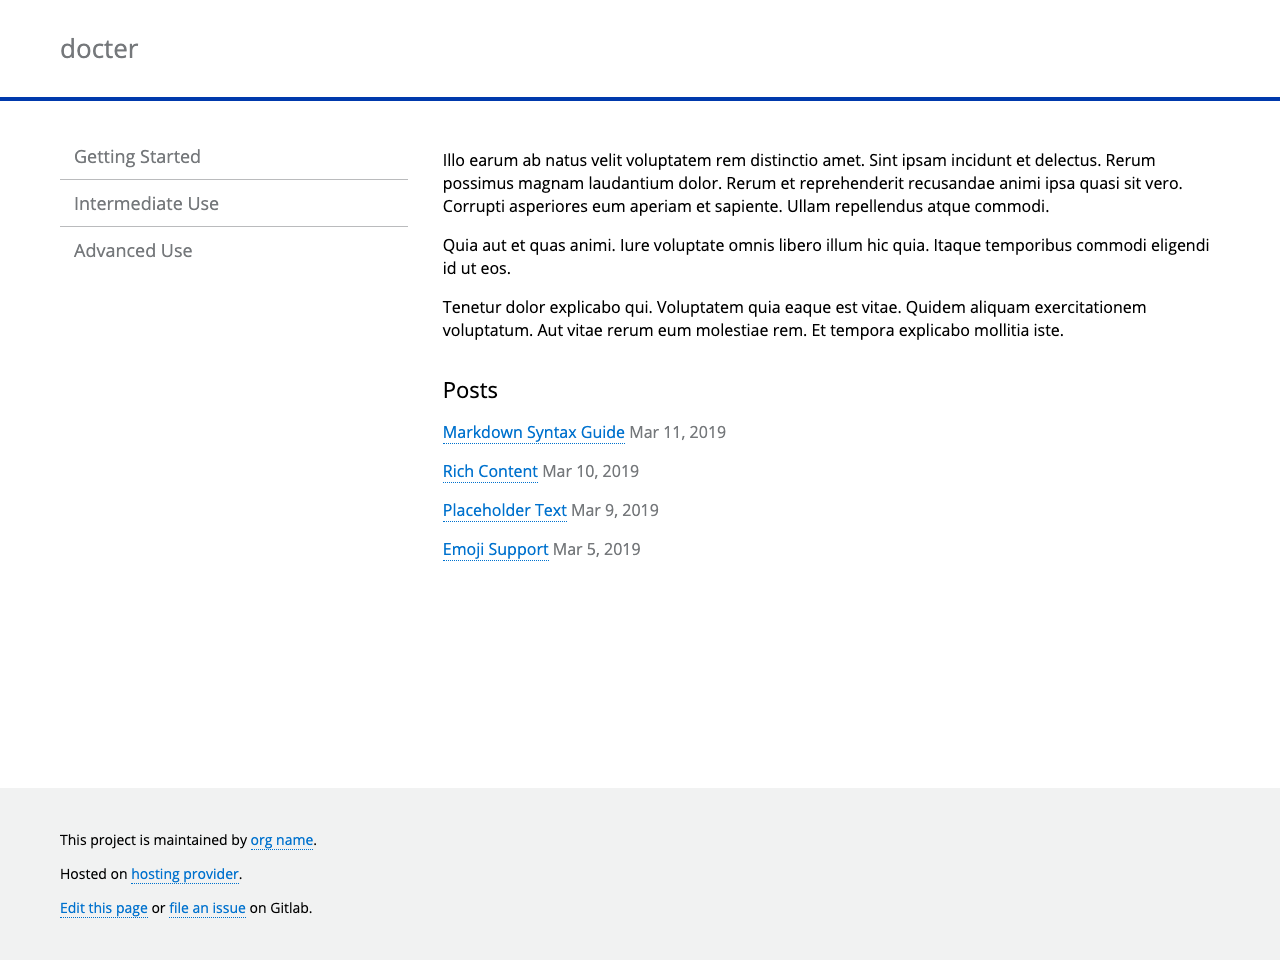 docter
Getting Started
Intermediate Use
Advanced Use
Illo earum ab natus velit voluptatem rem distinctio amet. Sint ipsam incidunt et delectus. Rerum
possimus magnam laudantium dolor. Rerum et reprehenderit recusandae animi ipsa quasi sit vero.
Corrupti asperiores eum aperiam et sapiente. Ullam repellendus atque commodi.
Quia aut et quas animi. Iure voluptate omnis libero illum hic quia. Itaque temporibus commodi eligendi
id ut eos.
Tenetur dolor explicabo qui. Voluptatem quia eaque est vitae. Quidem aliquam exercitationem
voluptatum. Aut vitae rerum eum molestiae rem. Et tempora explicabo mollitia iste.
Posts
Markdown Syntax Guide Mar 11, 2019
Rich Content Mar 10, 2019
Placeholder Text Mar 9, 2019
Emoji Support Mar 5, 2019
This project is maintained by org name.
Hosted on hosting provider.
Edit this page or file an issue on Gitlab.